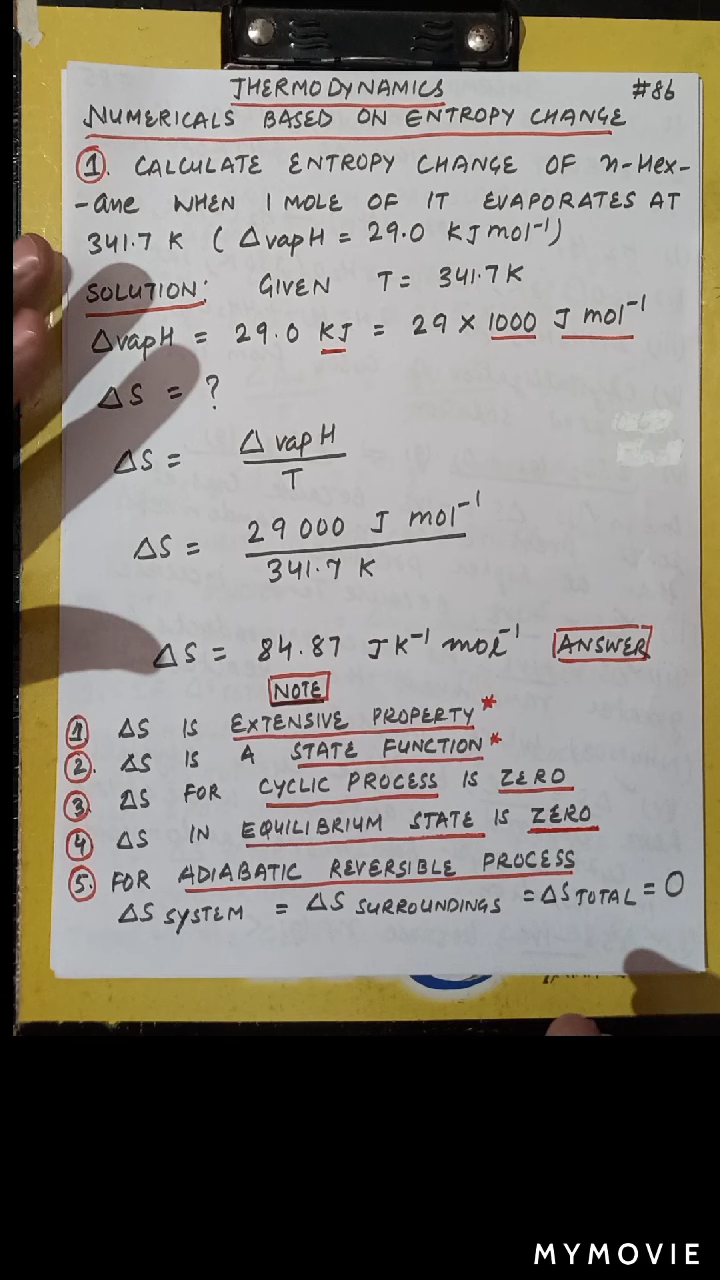 THERMODYNAMICS #86
NUMERICALS BASED ON ENTROPY CHANGE
1. CALCULATE ENTROPY CHANGE OF n-Hex-
-ane WHEN 1 MOLE OF IT EVAPORATES AT
341.7 K ( ΔvapH = 29.0 KJ mol⁻¹)
SOLUTION: GIVEN T = 341.7 K
ΔvapH = 29.0 KJ = 29 × 1000 J mol⁻¹
ΔS = ?
ΔS = ΔvapH / T
ΔS = 29000 J mol⁻¹ / 341.7 K
ΔS = 84.87 JK⁻¹ mol⁻¹ ANSWER
NOTE
1 ΔS IS EXTENSIVE PROPERTY *
2. ΔS IS A STATE FUNCTION *
3. ΔS FOR CYCLIC PROCESS IS ZERO
4 ΔS IN EQUILIBRIUM STATE IS ZERO
5. FOR ADIABATIC REVERSIBLE PROCESS
ΔS SYSTEM = ΔS SURROUNDINGS = ΔS TOTAL = 0
MYMOVIE